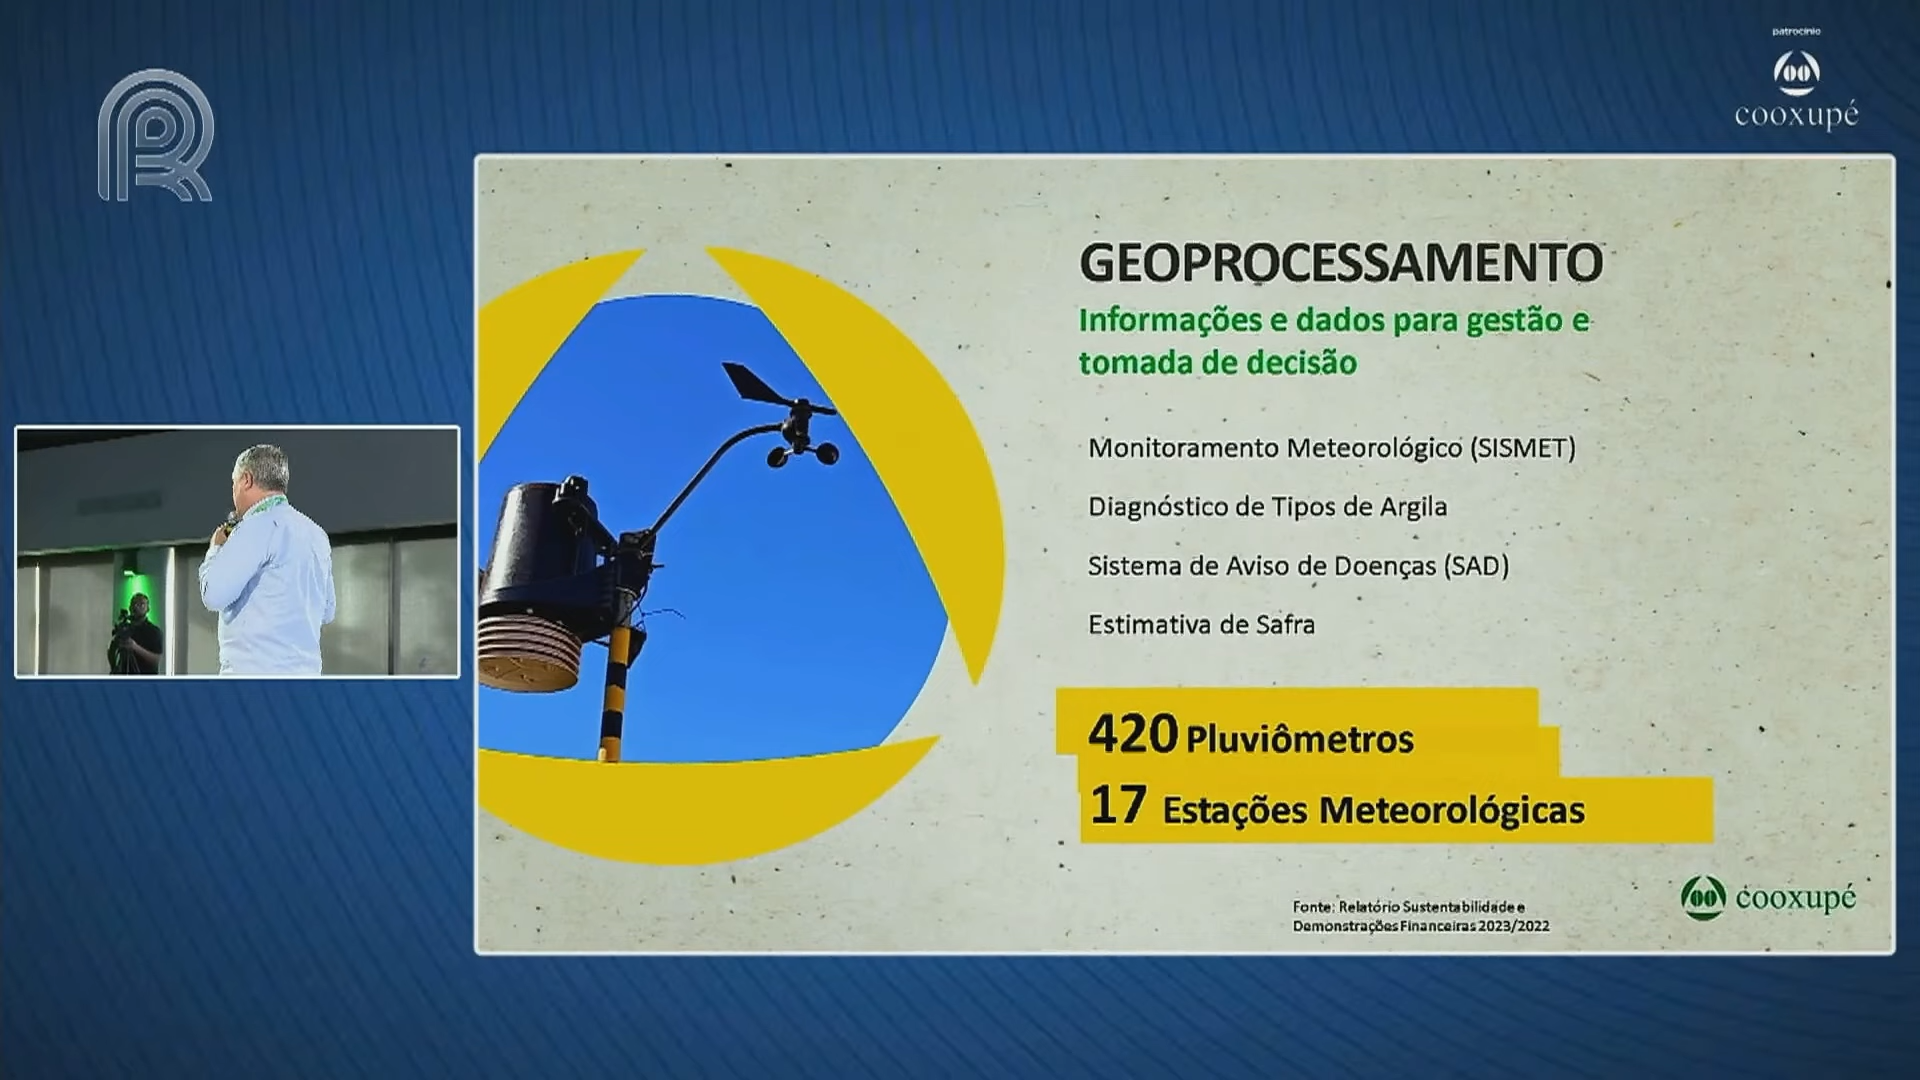 patrocínio
cooxupé
GEOPROCESSAMENTO
Informações e dados para gestão e
tomada de decisão
Monitoramento Meteorológico (SISMET)
Diagnóstico de Tipos de Argila
Sistema de Aviso de Doenças (SAD)
Estimativa de Safra
420 Pluviômetros
17 Estações Meteorológicas
Fonte: Relatório Sustentabilidade e
Demonstrações Financeiras 2023/2022
cooxupé